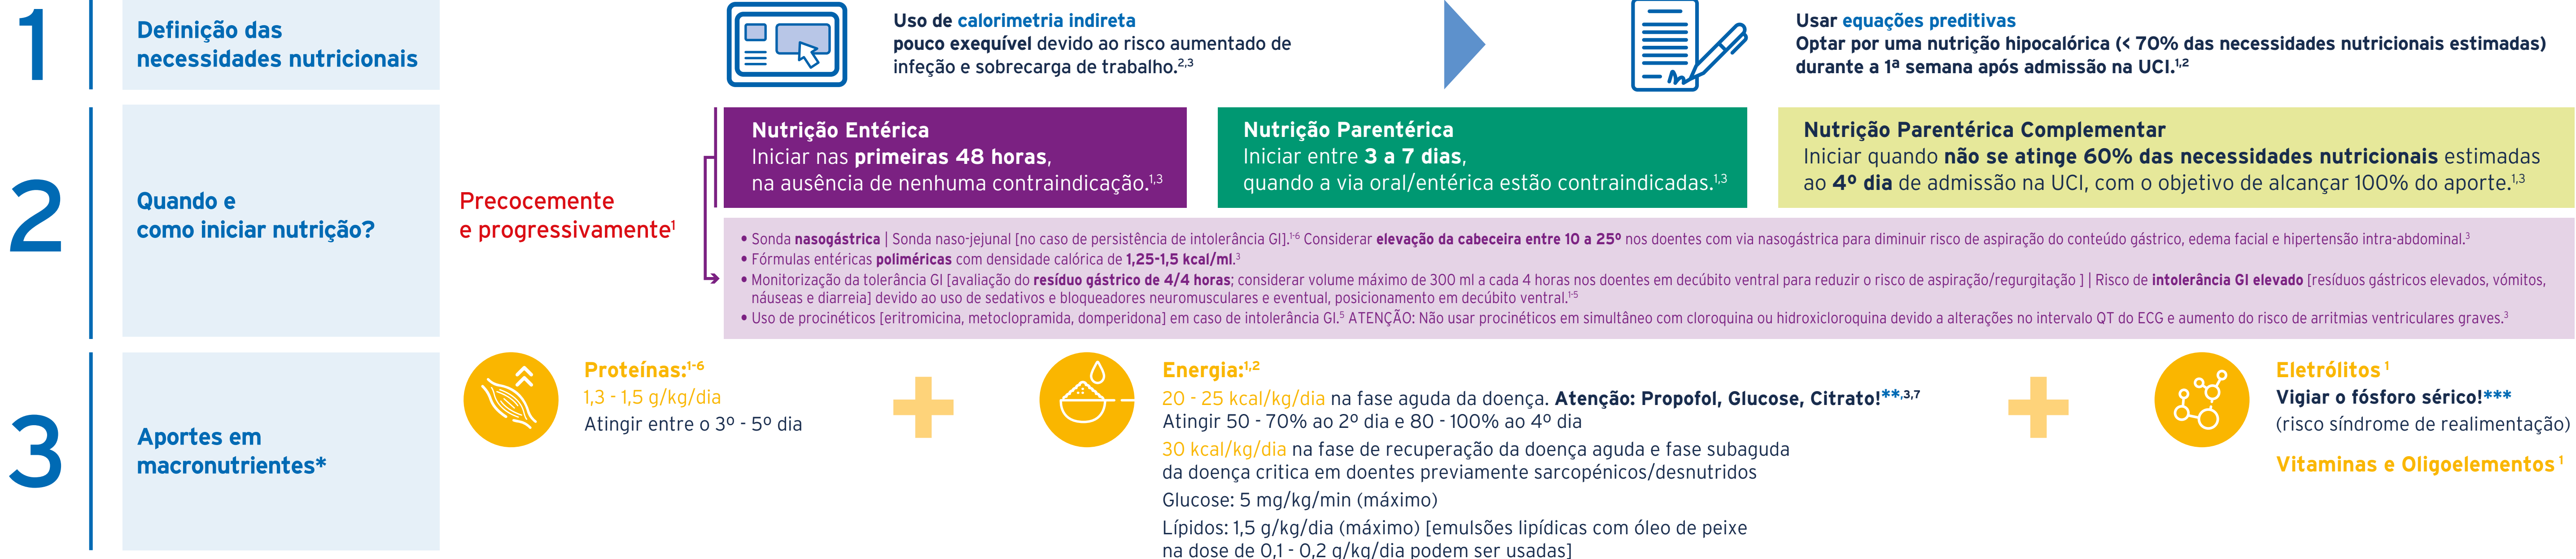 1
Definição das
necessidades nutricionais
Uso de calorimetria indireta
pouco exequível devido ao risco aumentado de
infeção e sobrecarga de trabalho.2,3
Usar equações preditivas
Optar por uma nutrição hipocalórica (< 70% das necessidades nutricionais estimadas)
durante a 1ª semana após admissão na UCI.1,2
2
Quando e
como iniciar nutrição?
Precocemente
e progressivamente1
Nutrição Entérica
Iniciar nas primeiras 48 horas,
na ausência de nenhuma contraindicação.1,3
Nutrição Parentérica
Iniciar entre 3 a 7 dias,
quando a via oral/entérica estão contraindicadas.1,3
Nutrição Parentérica Complementar
Iniciar quando não se atinge 60% das necessidades nutricionais estimadas
ao 4º dia de admissão na UCI, com o objetivo de alcançar 100% do aporte.1,3
• Sonda nasogástrica | Sonda naso-jejunal [no caso de persistência de intolerância GI].1-6 Considerar elevação da cabeceira entre 10 a 25º nos doentes com via nasogástrica para diminuir risco de aspiração do conteúdo gástrico, edema facial e hipertensão intra-abdominal.3
• Fórmulas entéricas poliméricas com densidade calórica de 1,25-1,5 kcal/ml.3
• Monitorização da tolerância GI [avaliação do resíduo gástrico de 4/4 horas; considerar volume máximo de 300 ml a cada 4 horas nos doentes em decúbito ventral para reduzir o risco de aspiração/regurgitação ] | Risco de intolerância GI elevado [resíduos gástricos elevados, vómitos,
náuseas e diarreia] devido ao uso de sedativos e bloqueadores neuromusculares e eventual, posicionamento em decúbito ventral.1-5
• Uso de procinéticos [eritromicina, metoclopramida, domperidona] em caso de intolerância GI.5 ATENÇÃO: Não usar procinéticos em simultâneo com cloroquina ou hidroxicloroquina devido a alterações no intervalo QT do ECG e aumento do risco de arritmias ventriculares graves.3
3
Aportes em
macronutrientes*
Proteínas:1-6
1,3 - 1,5 g/kg/dia
Atingir entre o 3º - 5º dia
Energia:1,2
20 - 25 kcal/kg/dia na fase aguda da doença. Atenção: Propofol, Glucose, Citrato!**,3,7
Atingir 50 - 70% ao 2º dia e 80 - 100% ao 4º dia
30 kcal/kg/dia na fase de recuperação da doença aguda e fase subaguda
da doença critica em doentes previamente sarcopénicos/desnutridos
Glucose: 5 mg/kg/min (máximo)
Lípidos: 1,5 g/kg/dia (máximo) [emulsões lipídicas com óleo de peixe
na dose de 0,1 - 0,2 g/kg/dia podem ser usadas]
Eletrólitos 1
Vigiar o fósforo sérico!***
(risco síndrome de realimentação)
Vitaminas e Oligoelementos 1